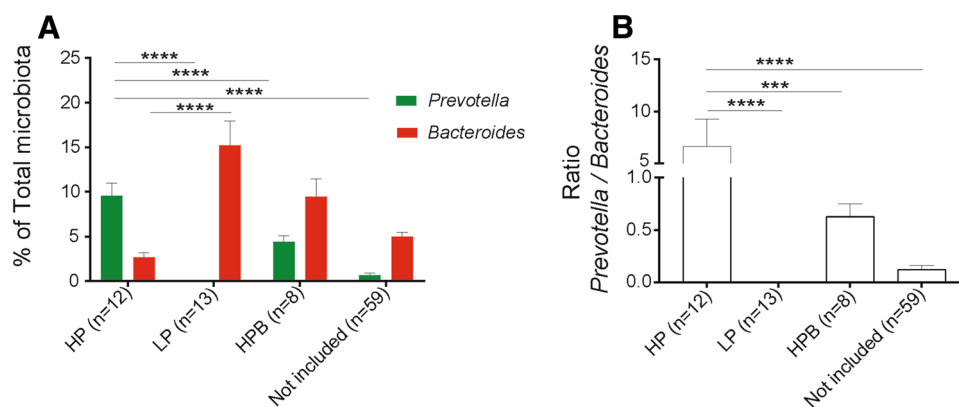 A
% of Total microbiota
25
20
15
10
5
0
****
****
****
****
Prevotella
Bacteroides
HP (n=12)
LP (n=13)
HPB (n=8)
Not included (n=59)
B
Ratio
Prevotella / Bacteroides
15
10
5
1.0
0.5
0.0
****
***
****
HP (n=12)
LP (n=13)
HPB (n=8)
Not included (n=59)